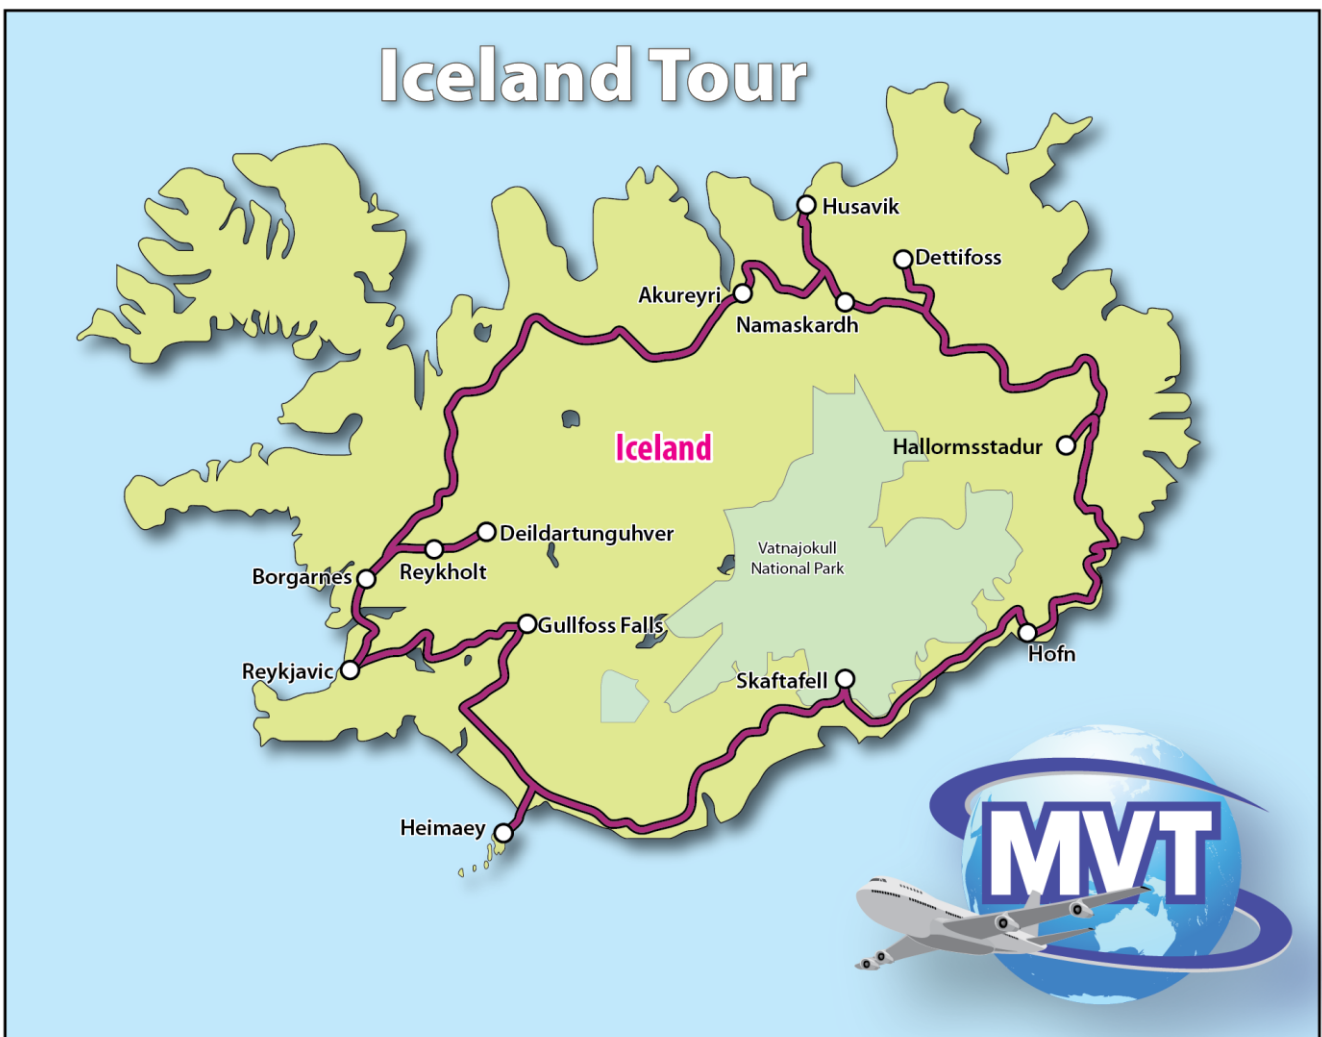 Iceland Tour
Husavik
Dettifoss
Akureyri
Namaskardh
Iceland
Hallormsstadur
Deildartunguhver
Vatnajokull
National Park
Borgarnes
Reykholt
Gullfoss Falls
Hofn
Reykjavic
Skaftafell
Heimaey
MVT